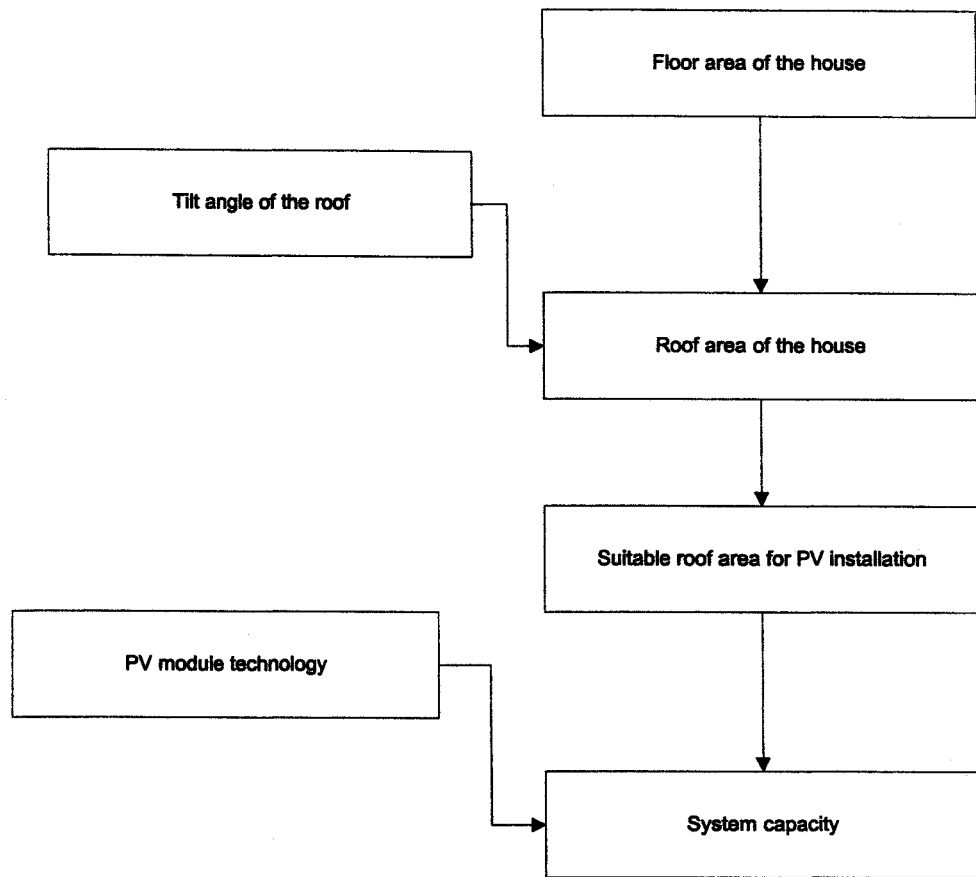 Floor area of the house
Tilt angle of the roof
Roof area of the house
Suitable roof area for PV installation
PV module technology
System capacity